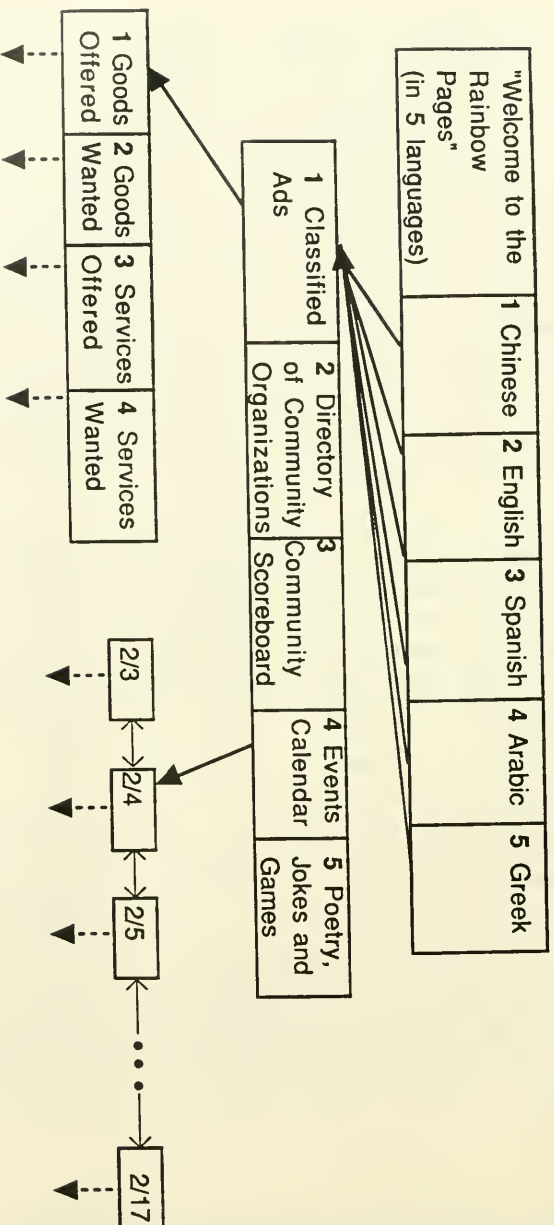 "Welcome to the
Rainbow
Pages"
(in 5 languages)
1 Chinese
2 English
3 Spanish
4 Arabic
5 Greek
1 Classified
Ads
2 Directory
of Community
Organizations
3
Community
Scoreboard
4 Events
Calendar
5 Poetry,
Jokes and
Games
1 Goods
Offered
2 Goods
Wanted
3 Services
Offered
4 Services
Wanted
2/3
2/4
2/5
2/17